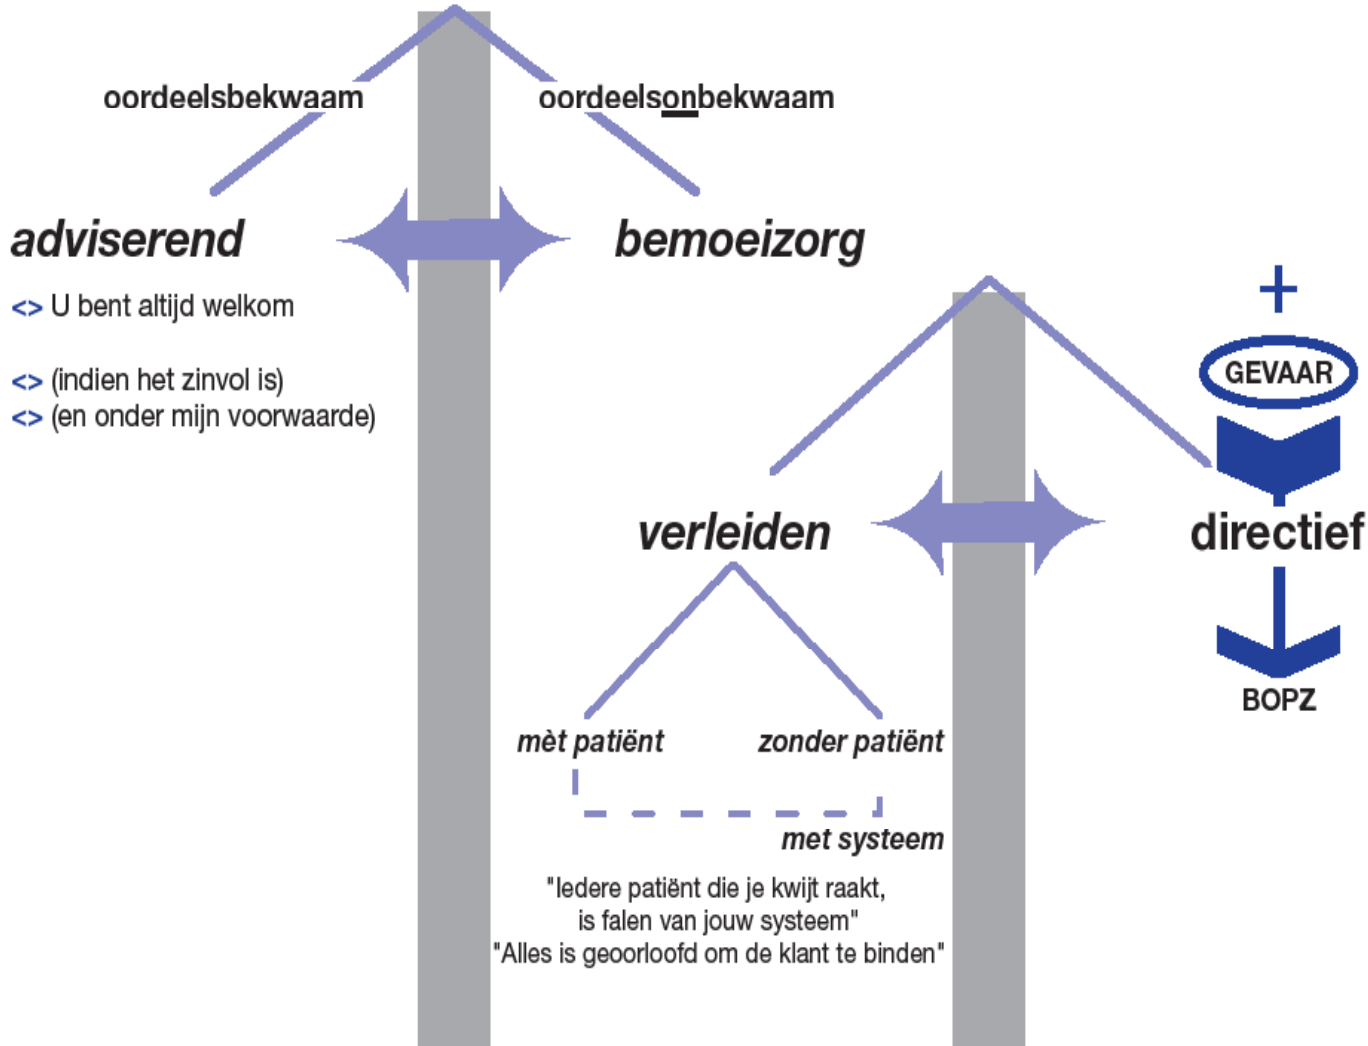 oordeelsbekwaam
oordeelsonbekwaam
adviserend
bemoeizorg
<> U bent altijd welkom
<> (indien het zinvol is)
<> (en onder mijn voorwaarde)
+
GEVAAR
verleiden
directief
BOPZ
mèt patiënt
zonder patiënt
met systeem
"Iedere patiënt die je kwijt raakt,
is falen van jouw systeem"
"Alles is geoorloofd om de klant te binden"